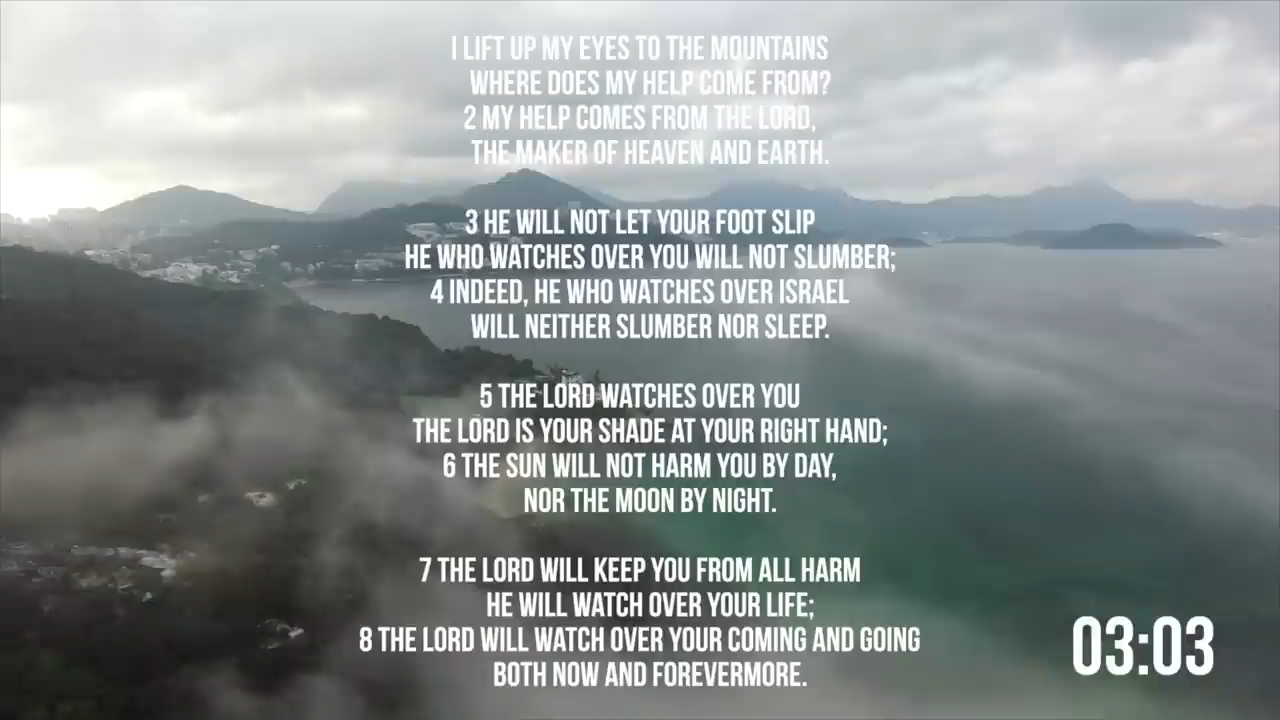 I LIFT UP MY EYES TO THE MOUNTAINS
WHERE DOES MY HELP COME FROM?
2 MY HELP COMES FROM THE LORD,
THE MAKER OF HEAVEN AND EARTH.
3 HE WILL NOT LET YOUR FOOT SLIP
HE WHO WATCHES OVER YOU WILL NOT SLUMBER;
4 INDEED, HE WHO WATCHES OVER ISRAEL
WILL NEITHER SLUMBER NOR SLEEP.
5 THE LORD WATCHES OVER YOU
THE LORD IS YOUR SHADE AT YOUR RIGHT HAND;
6 THE SUN WILL NOT HARM YOU BY DAY,
NOR THE MOON BY NIGHT.
7 THE LORD WILL KEEP YOU FROM ALL HARM
HE WILL WATCH OVER YOUR LIFE;
8 THE LORD WILL WATCH OVER YOUR COMING AND GOING
BOTH NOW AND FOREVERMORE.
03:03